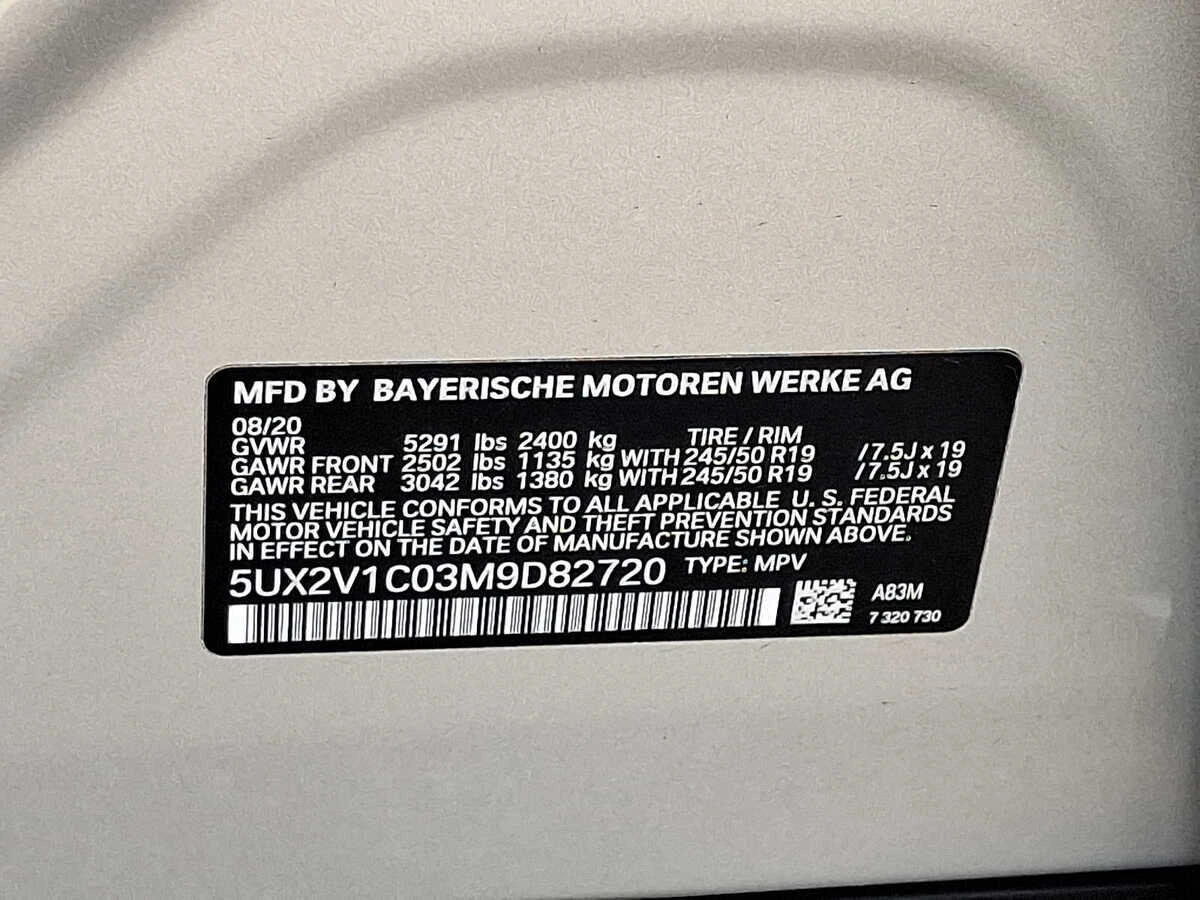 MFD BY BAYERISCHE MOTOREN WERKE AG
08/20
GVWR 5291 lbs 2400 kg TIRE / RIM
GAWR FRONT 2502 lbs 1135 kg WITH 245/50 R19 /7.5J x 19
GAWR REAR 3042 lbs 1380 kg WITH 245/50 R19 /7.5J x 19
THIS VEHICLE CONFORMS TO ALL APPLICABLE U. S. FEDERAL
MOTOR VEHICLE SAFETY AND THEFT PREVENTION STANDARDS
IN EFFECT ON THE DATE OF MANUFACTURE SHOWN ABOVE.
5UX2V1C03M9D82720 TYPE: MPV
A83M
7 320 730